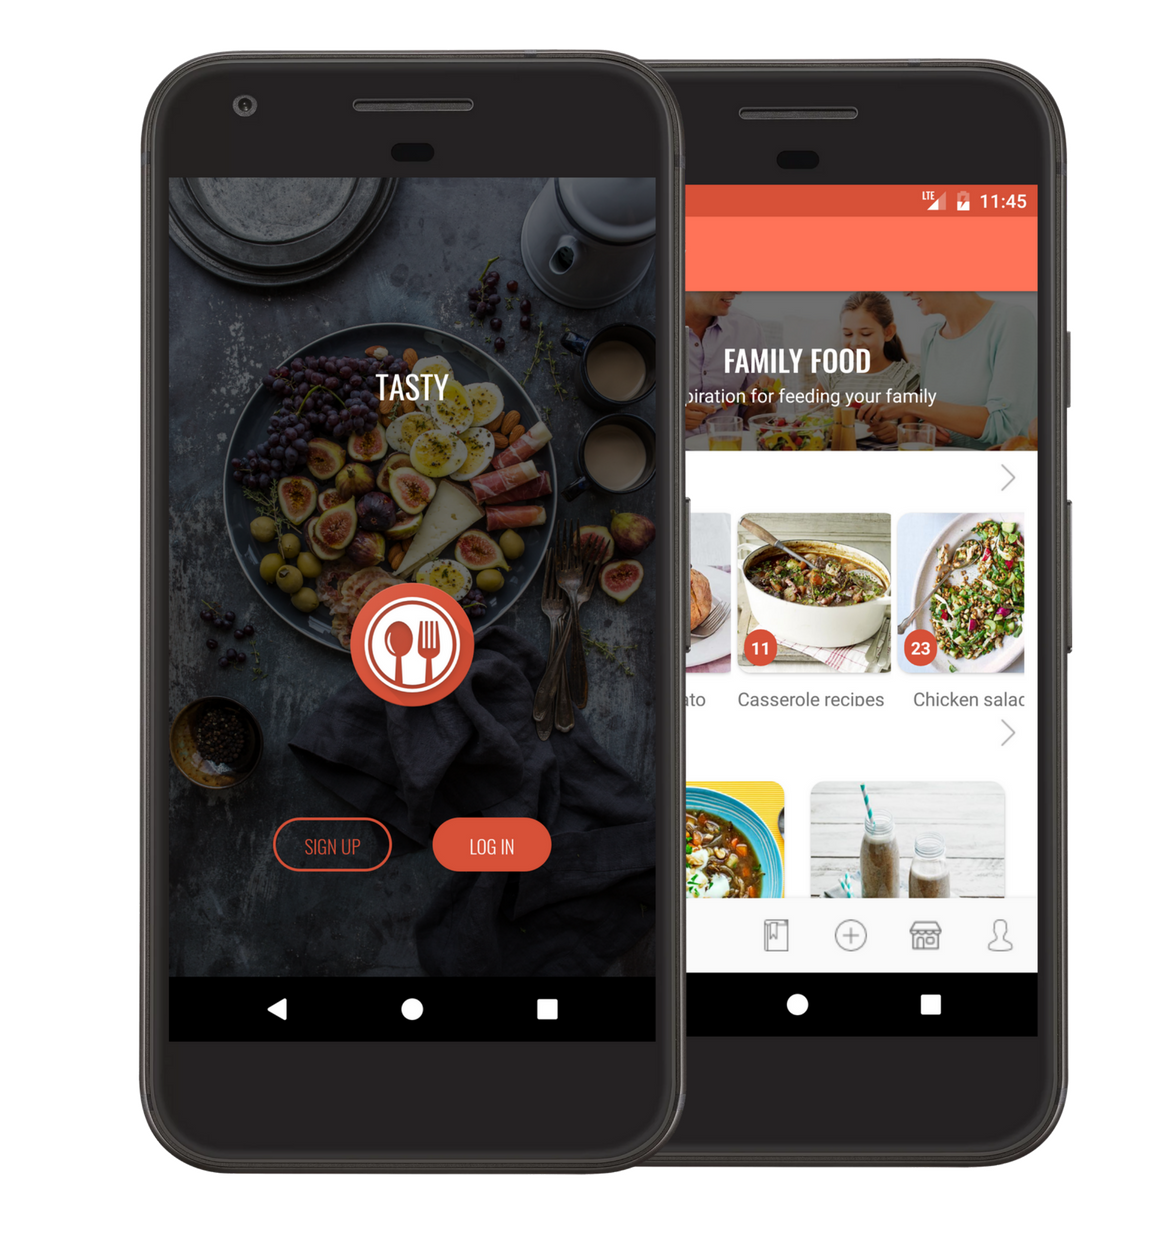 TASTY
SIGN UP
LOG IN
LTE 11:45
FAMILY FOOD
piration for feeding your family
11
23
ato
Casserole recipes
Chicken salad